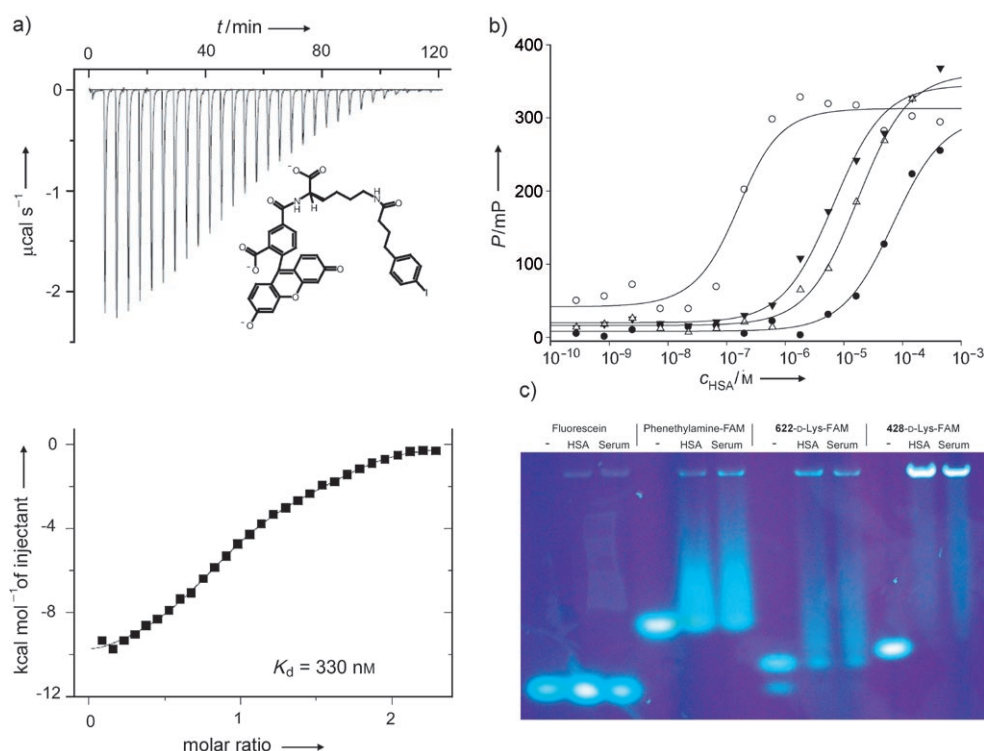 a)
t/min
0 40 60 80 100 120
0
-1
-2
μcal s⁻¹
⁻O
O
N
H
H
H
N
O
O
O
O
⁻
O
O
⁻O
I
0
-4
-8
-12
kcal mol⁻¹ of injectant
K_d = 330 nM
0 1 2
molar ratio
b)
400
300
200
100
0
P/mP
10⁻¹⁰ 10⁻⁹ 10⁻⁸ 10⁻⁷ 10⁻⁶ 10⁻⁵ 10⁻⁴ 10⁻³
c_HSA/M
c)
Fluorescein Phenethylamine-FAM 622-D-Lys-FAM 428-D-Lys-FAM
- HSA Serum - HSA Serum - HSA Serum - HSA Serum